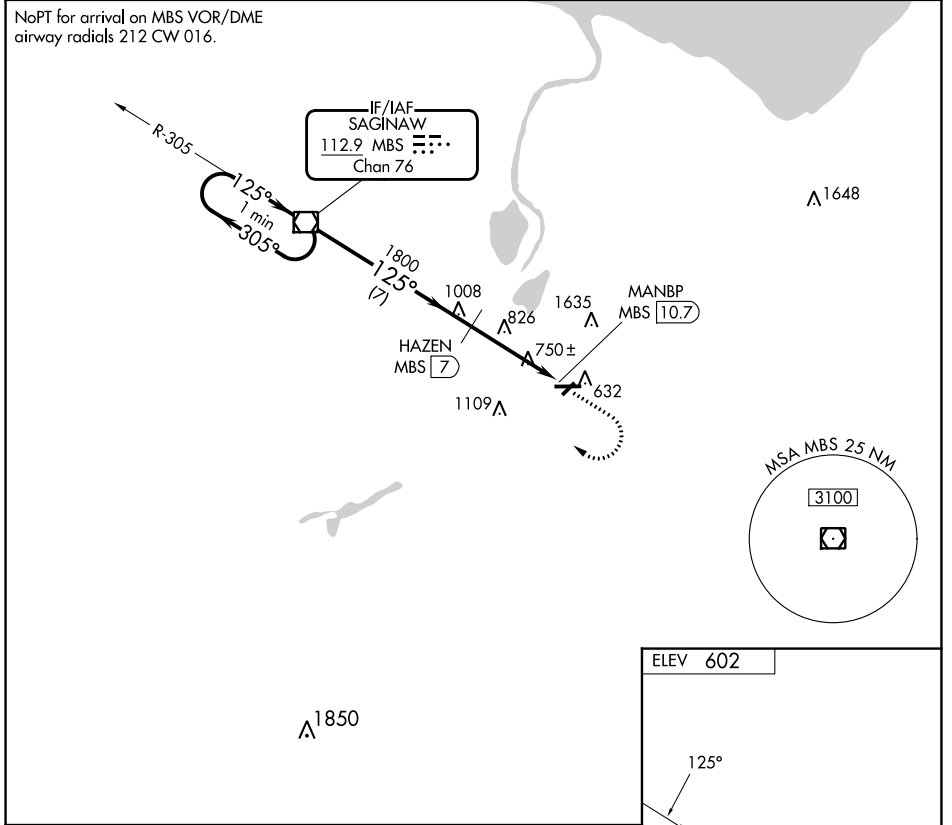 NoPT for arrival on MBS VOR/DME
airway radials 212 CW 016.
R-305
IF/IAF
SAGINAW
112.9 MBS
Chan 76
125°
1 min
305°
1800
125°
(7)
1648
1008
826
1635
MANBP
MBS 10.7
HAZEN
MBS 7
750 ±
632
1109
MSA MBS 25 NM
3100
1850
ELEV 602
125°